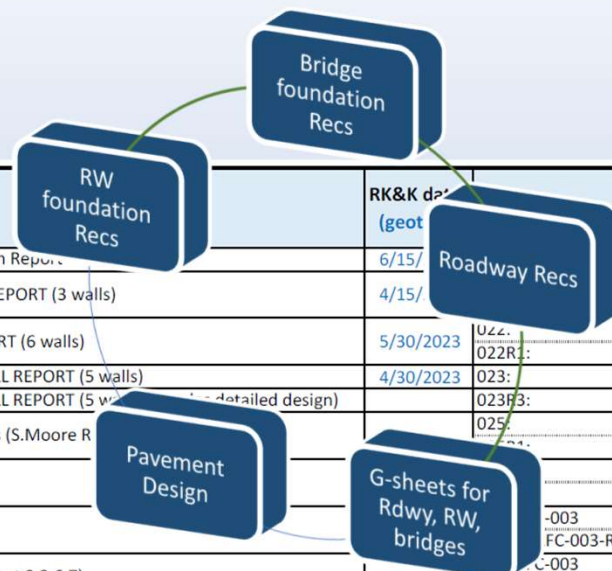 Bridge
foundation
Recs
RW
foundation
Recs
RK&K
(geot
6/15/
Roadway Recs
EPORT (3 walls)
4/15/
RT (6 walls)
5/30/2023
022:
022R1:
L REPORT (5 walls)
4/30/2023
023:
L REPORT (5 detailed design)
023R3:
025:
(S.Moore R
Pavement
Design
G-sheets for
Rdwy, RW,
bridges
-003
FC-003-R
C-003